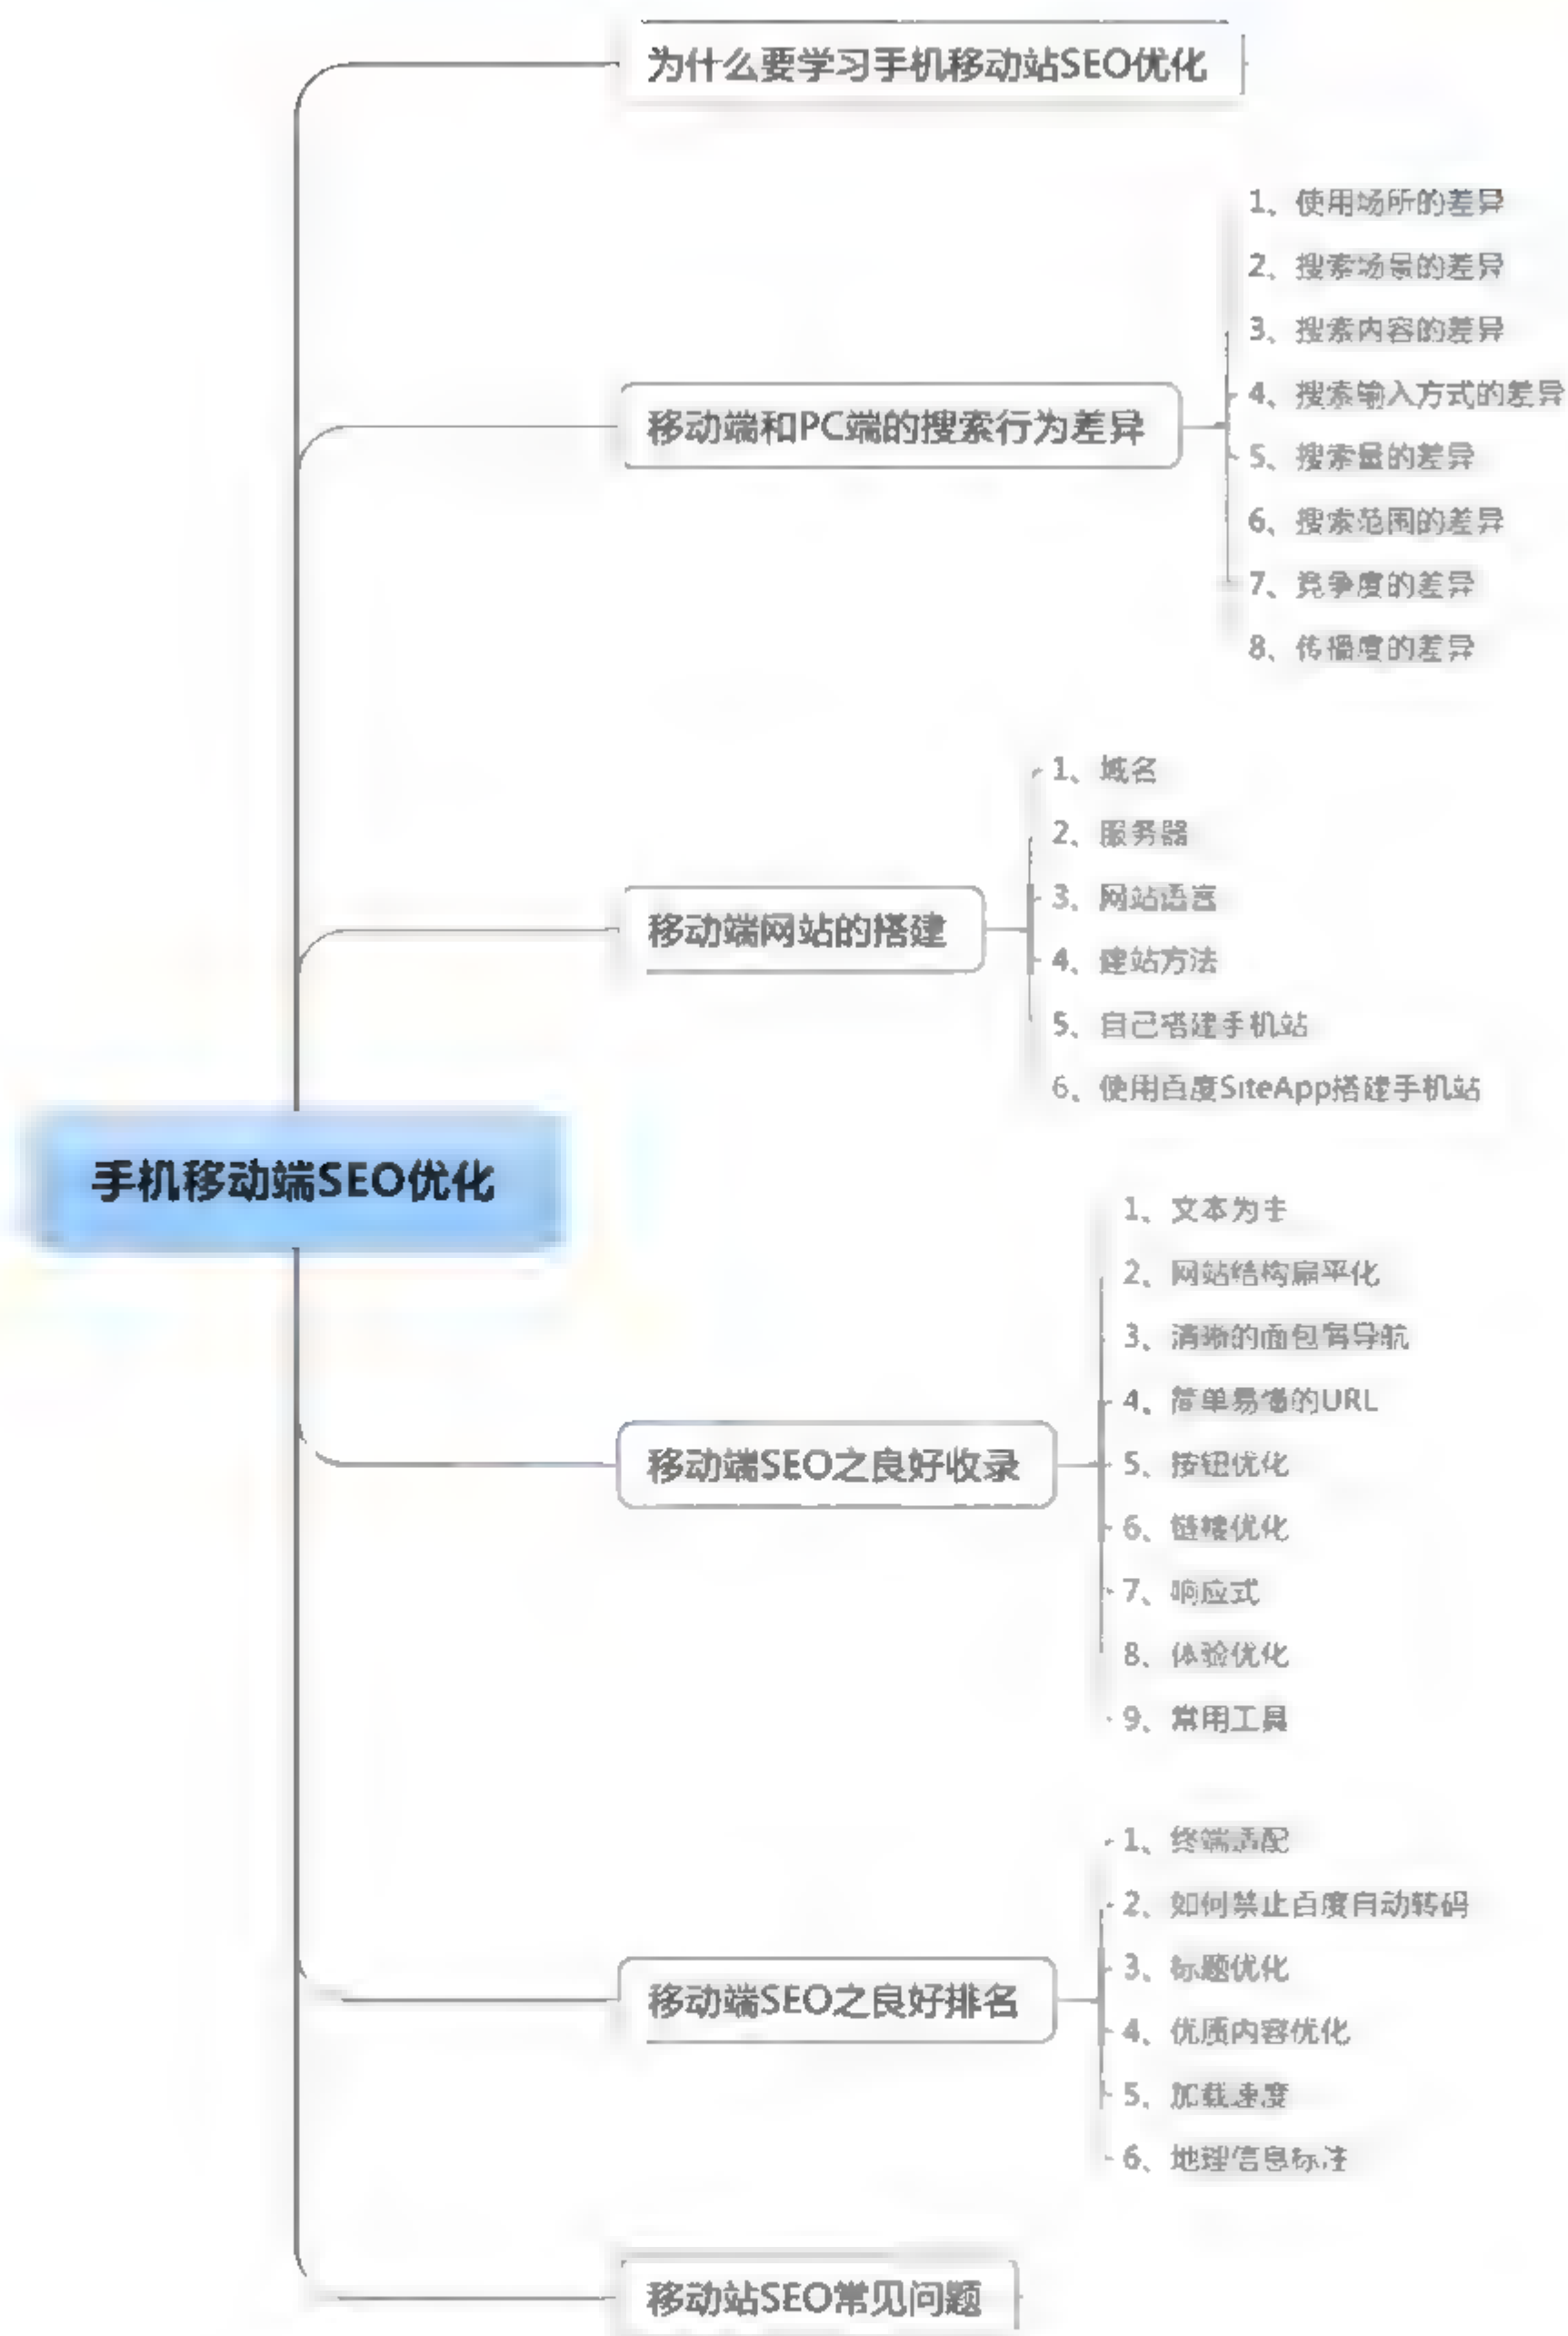 为什么要学习手机移动站SEO优化
移动端和PC端的搜索行为差异
1、使用场所的差异
2、搜索场景的差异
3、搜索内容的差异
4、搜索输入方式的差异
5、搜索量的差异
6、搜索范围的差异
7、竞争度的差异
8、传播度的差异
移动端网站的搭建
1、域名
2、服务器
3、网站语言
4、建站方法
5、自己搭建手机站
6、使用百度SiteApp搭建手机站
手机移动端SEO优化
移动端SEO之良好收录
1、文本为主
2、网站结构扁平化
3、清晰的面包屑导航
4、简单易懂的URL
5、按钮优化
6、链接优化
7、响应式
8、体验优化
9、常用工具
移动端SEO之良好排名
1、终端适配
2、如何禁止百度自动转码
3、标题优化
4、优质内容优化
5、加载速度
6、地理信息标注
移动站SEO常见问题